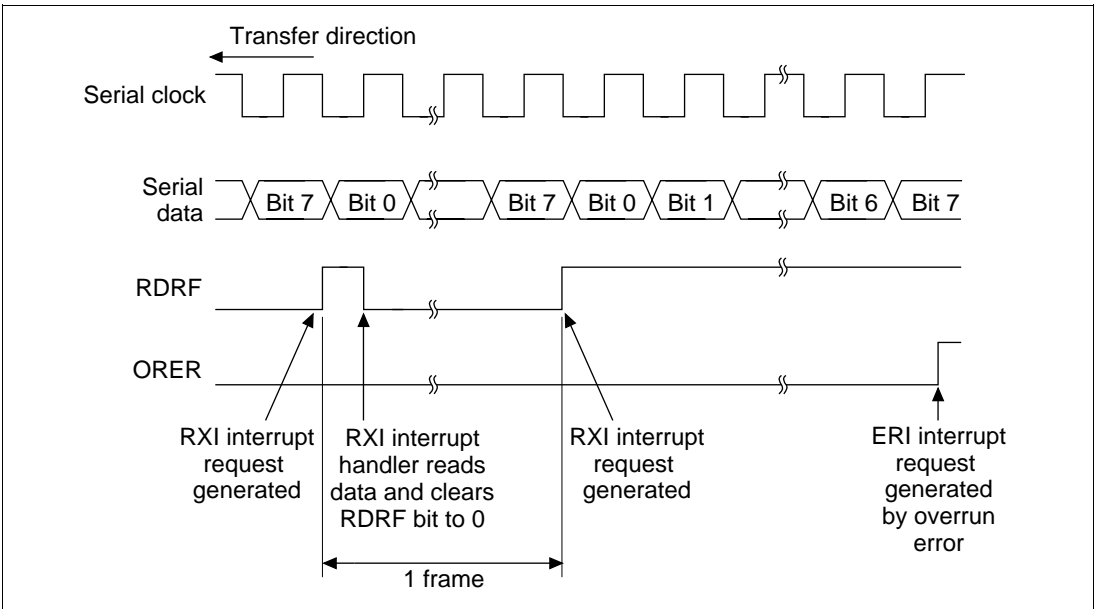 Transfer direction
Serial clock
Serial
data
Bit 7
Bit 0
Bit 7
Bit 0
Bit 1
Bit 6
Bit 7
RDRF
ORER
RXI interrupt
request
generated
RXI interrupt
handler reads
data and clears
RDRF bit to 0
RXI interrupt
request
generated
ERI interrupt
request
generated
by overrun
error
1 frame